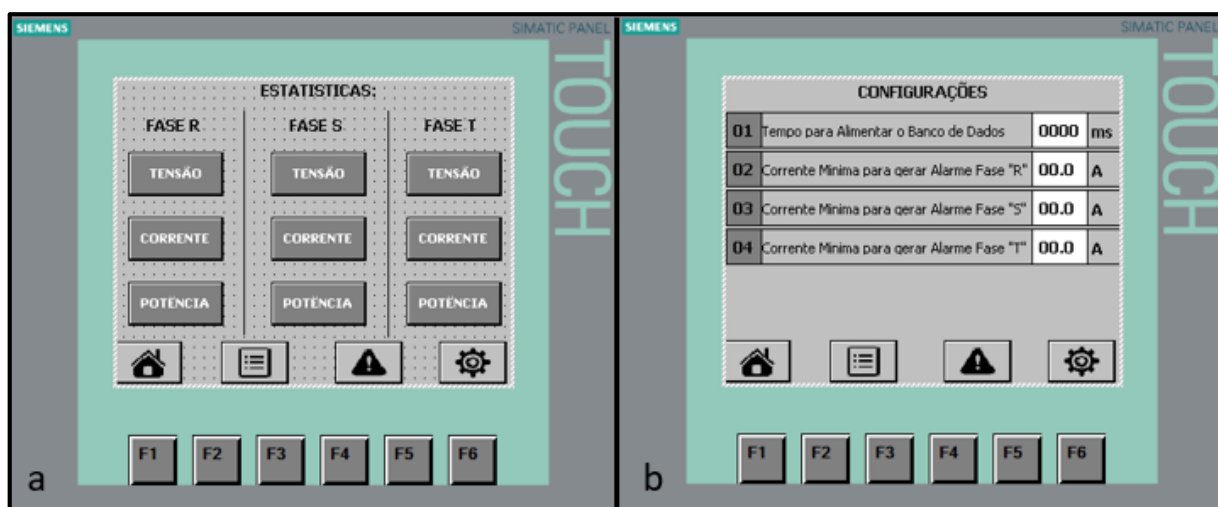 SIEMENS
SIMATIC PANEL
TOUCH
ESTATISTICAS:
FASE R FASE S FASE T
TENSÃO TENSÃO TENSÃO
CORRENTE CORRENTE CORRENTE
POTÊNCIA POTÊNCIA POTÊNCIA
F1 F2 F3 F4 F5 F6
a
SIEMENS
SIMATIC PANEL
TOUCH
CONFIGURAÇÕES
01 Tempo para Alimentar o Banco de Dados 0000 ms
02 Corrente Minima para gerar Alarme Fase "R" 00.0 A
03 Corrente Minima para gerar Alarme Fase "S" 00.0 A
04 Corrente Minima para gerar Alarme Fase "T" 00.0 A
F1 F2 F3 F4 F5 F6
b